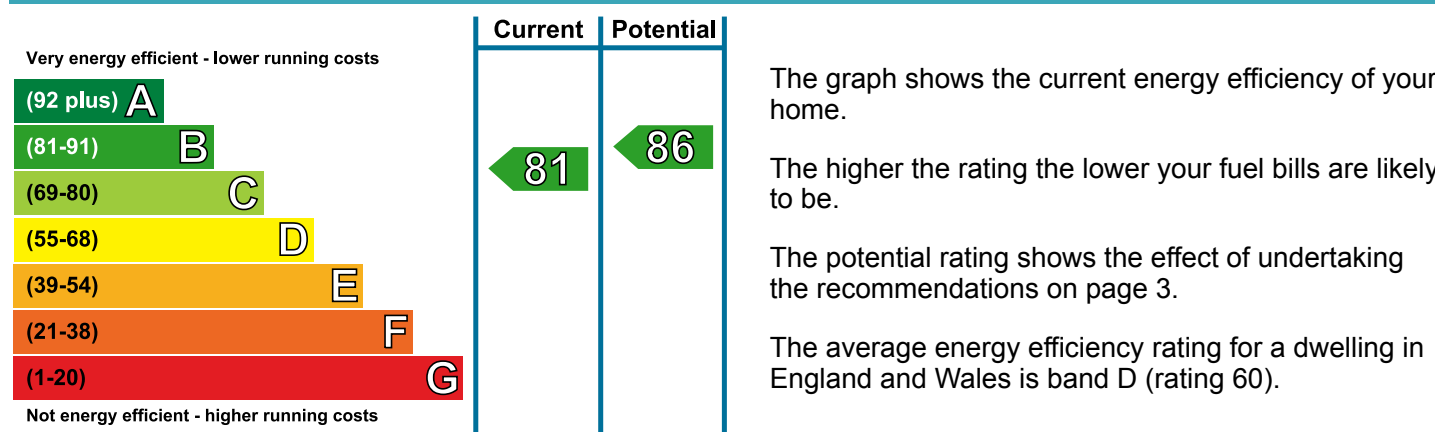 Current Potential
Very energy efficient - lower running costs
(92 plus) A
(81-91) B
(69-80) C
(55-68) D
(39-54) E
(21-38) F
(1-20) G
Not energy efficient - higher running costs
81
86
The graph shows the current energy efficiency of your
home.
The higher the rating the lower your fuel bills are likely
to be.
The potential rating shows the effect of undertaking
the recommendations on page 3.
The average energy efficiency rating for a dwelling in
England and Wales is band D (rating 60).